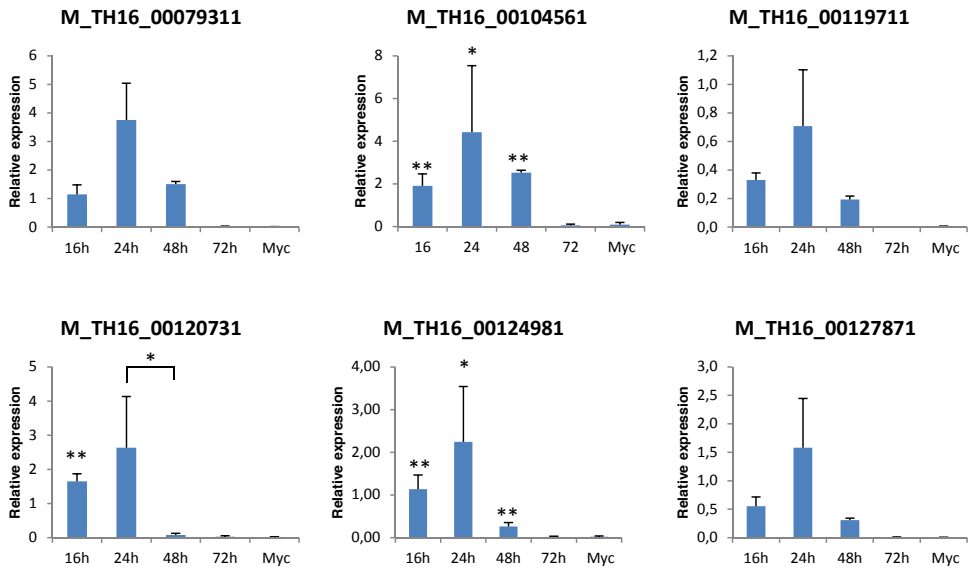 M_TH16_00079311
Relative expression
6
5
4
3
2
1
0
16h 24h 48h 72h Myc
M_TH16_00104561
Relative expression
8
6
4
2
0
**
*
**
16 24 48 72 Myc
M_TH16_00119711
Relative expression
1,2
1,0
0,8
0,6
0,4
0,2
0,0
16h 24h 48h 72h Myc
M_TH16_00120731
Relative expression
5
4
3
2
1
0
**
*
16h 24h 48h 72h Myc
M_TH16_00124981
Relative expression
4,00
3,00
2,00
1,00
0,00
**
*
**
16h 24h 48h 72h Myc
M_TH16_00127871
Relative expression
3,0
2,5
2,0
1,5
1,0
0,5
0,0
16h 24h 48h 72h Myc